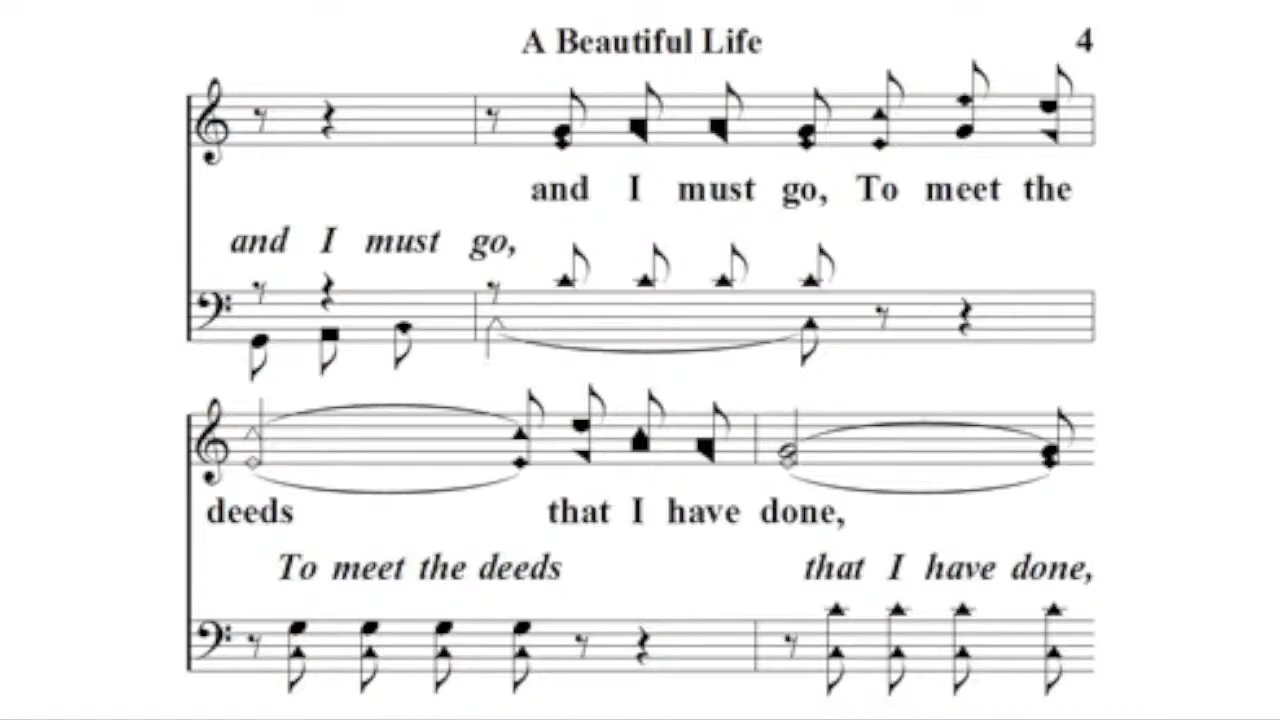 A Beautiful Life 4
and I must go, To meet the
and I must go,
deeds that I have done,
To meet the deeds that I have done,